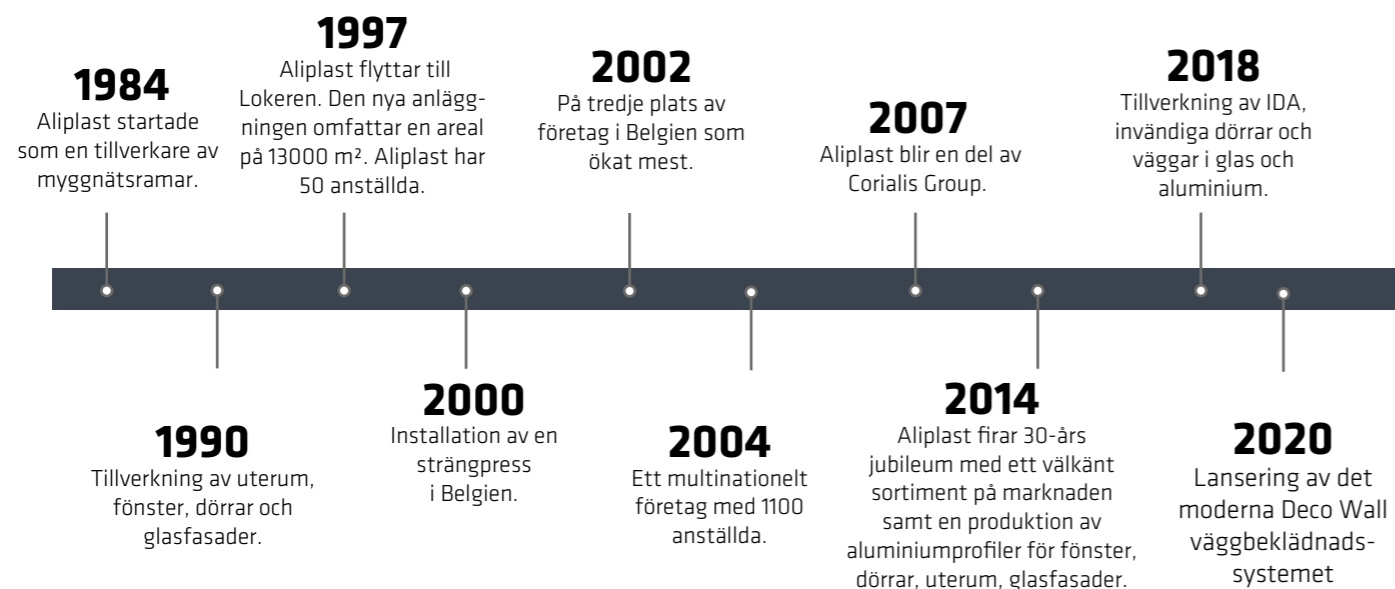 1984
Aliplast startade
som en tillverkare av
myggnätsramar.
1997
Aliplast flyttar till
Lokeren. Den nya anlägg-
ningen omfattar en areal
på 13000 m². Aliplast har
50 anställda.
2002
På tredje plats av
företag i Belgien som
ökat mest.
2007
Aliplast blir en del av
Corialis Group.
2018
Tillverkning av IDA,
invändiga dörrar och
väggar i glas och
aluminium.
1990
Tillverkning av uterum,
fönster, dörrar och
glasfasader.
2000
Installation av en
strängpress
i Belgien.
2004
Ett multinationelt
företag med 1100
anställda.
2014
Aliplast firar 30-års
jubileum med ett välkänt
sortiment på marknaden
samt en produktion av
aluminiumprofiler för fönster,
dörrar, uterum, glasfasader.
2020
Lansering av det
moderna Deco Wall
väggbeklädnads-
systemet